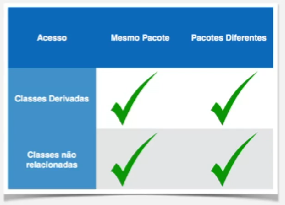 Acesso Mesmo Pacote Pacotes Diferentes
Classes Derivadas
Classes não
relacionadas